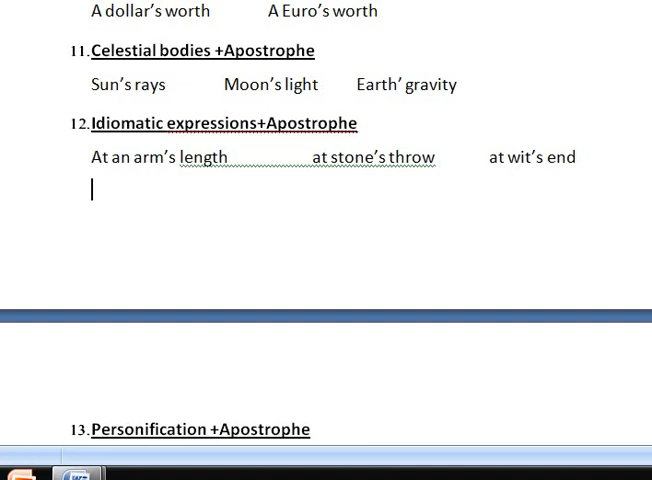 A dollar's worth A Euro's worth
11. Celestial bodies +Apostrophe
Sun's rays Moon's light Earth' gravity
12. Idiomatic expressions+Apostrophe
At an arm's length at stone's throw at wit's end
13. Personification +Apostrophe